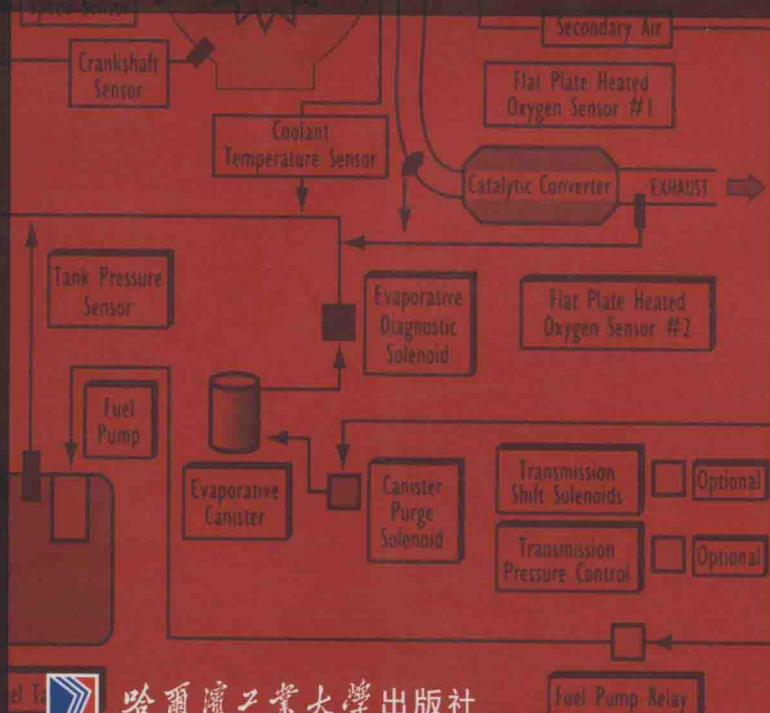 Speed Sensor
Secondary Air
Crankshaft
Sensor
Flat Plate Heated
Oxygen Sensor #1
Coolant
Temperature Sensor
Catalytic Converter
EXHAUST
Tank Pressure
Sensor
Evaporative
Diagnostic
Solenoid
Flat Plate Heated
Oxygen Sensor #2
Fuel
Pump
Evaporative
Canister
Canister
Purge
Solenoid
Transmission
Shift Solenoids
Optional
Transmission
Pressure Control
Optional
哈爾濱工業大學出版社
Fuel Pump Relay